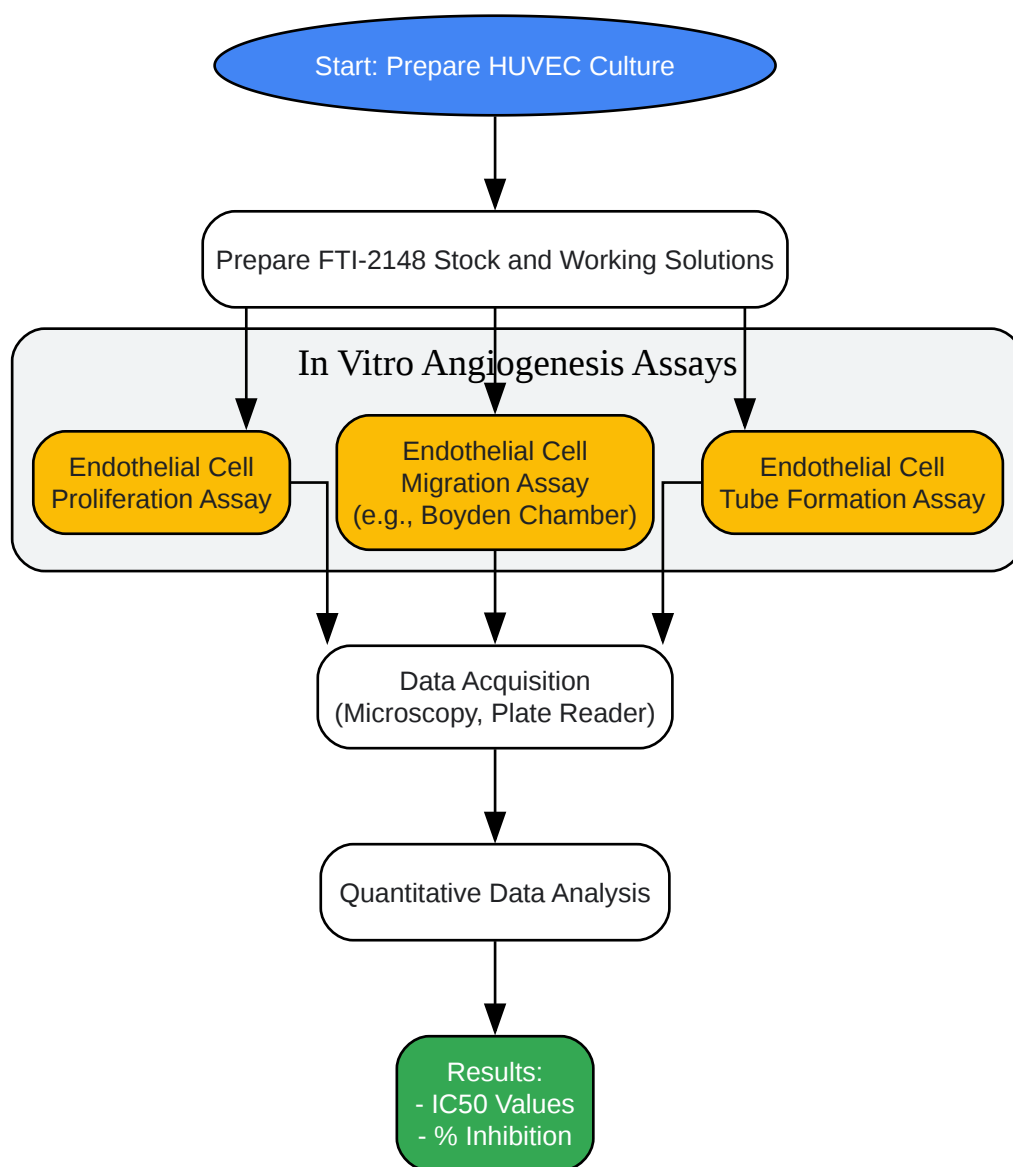 Start: Prepare HUVEC Culture
Prepare FTI-2148 Stock and Working Solutions
In Vitro Angiogenesis Assays
Endothelial Cell
Proliferation Assay
Endothelial Cell
Migration Assay
(e.g., Boyden Chamber)
Endothelial Cell
Tube Formation Assay
Data Acquisition
(Microscopy, Plate Reader)
Quantitative Data Analysis
Results:
- IC50 Values
- % Inhibition